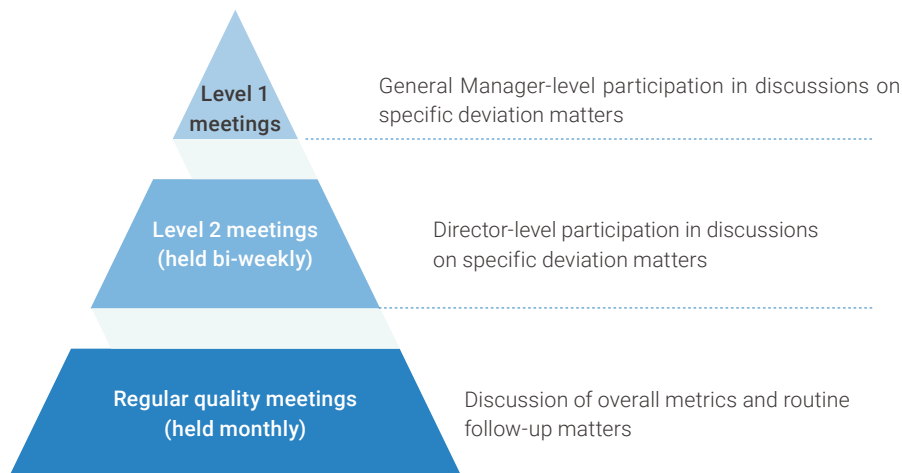 Level 1
meetings
General Manager-level participation in discussions on
specific deviation matters
Level 2 meetings
(held bi-weekly)
Director-level participation in discussions
on specific deviation matters
Regular quality meetings
(held monthly)
Discussion of overall metrics and routine
follow-up matters